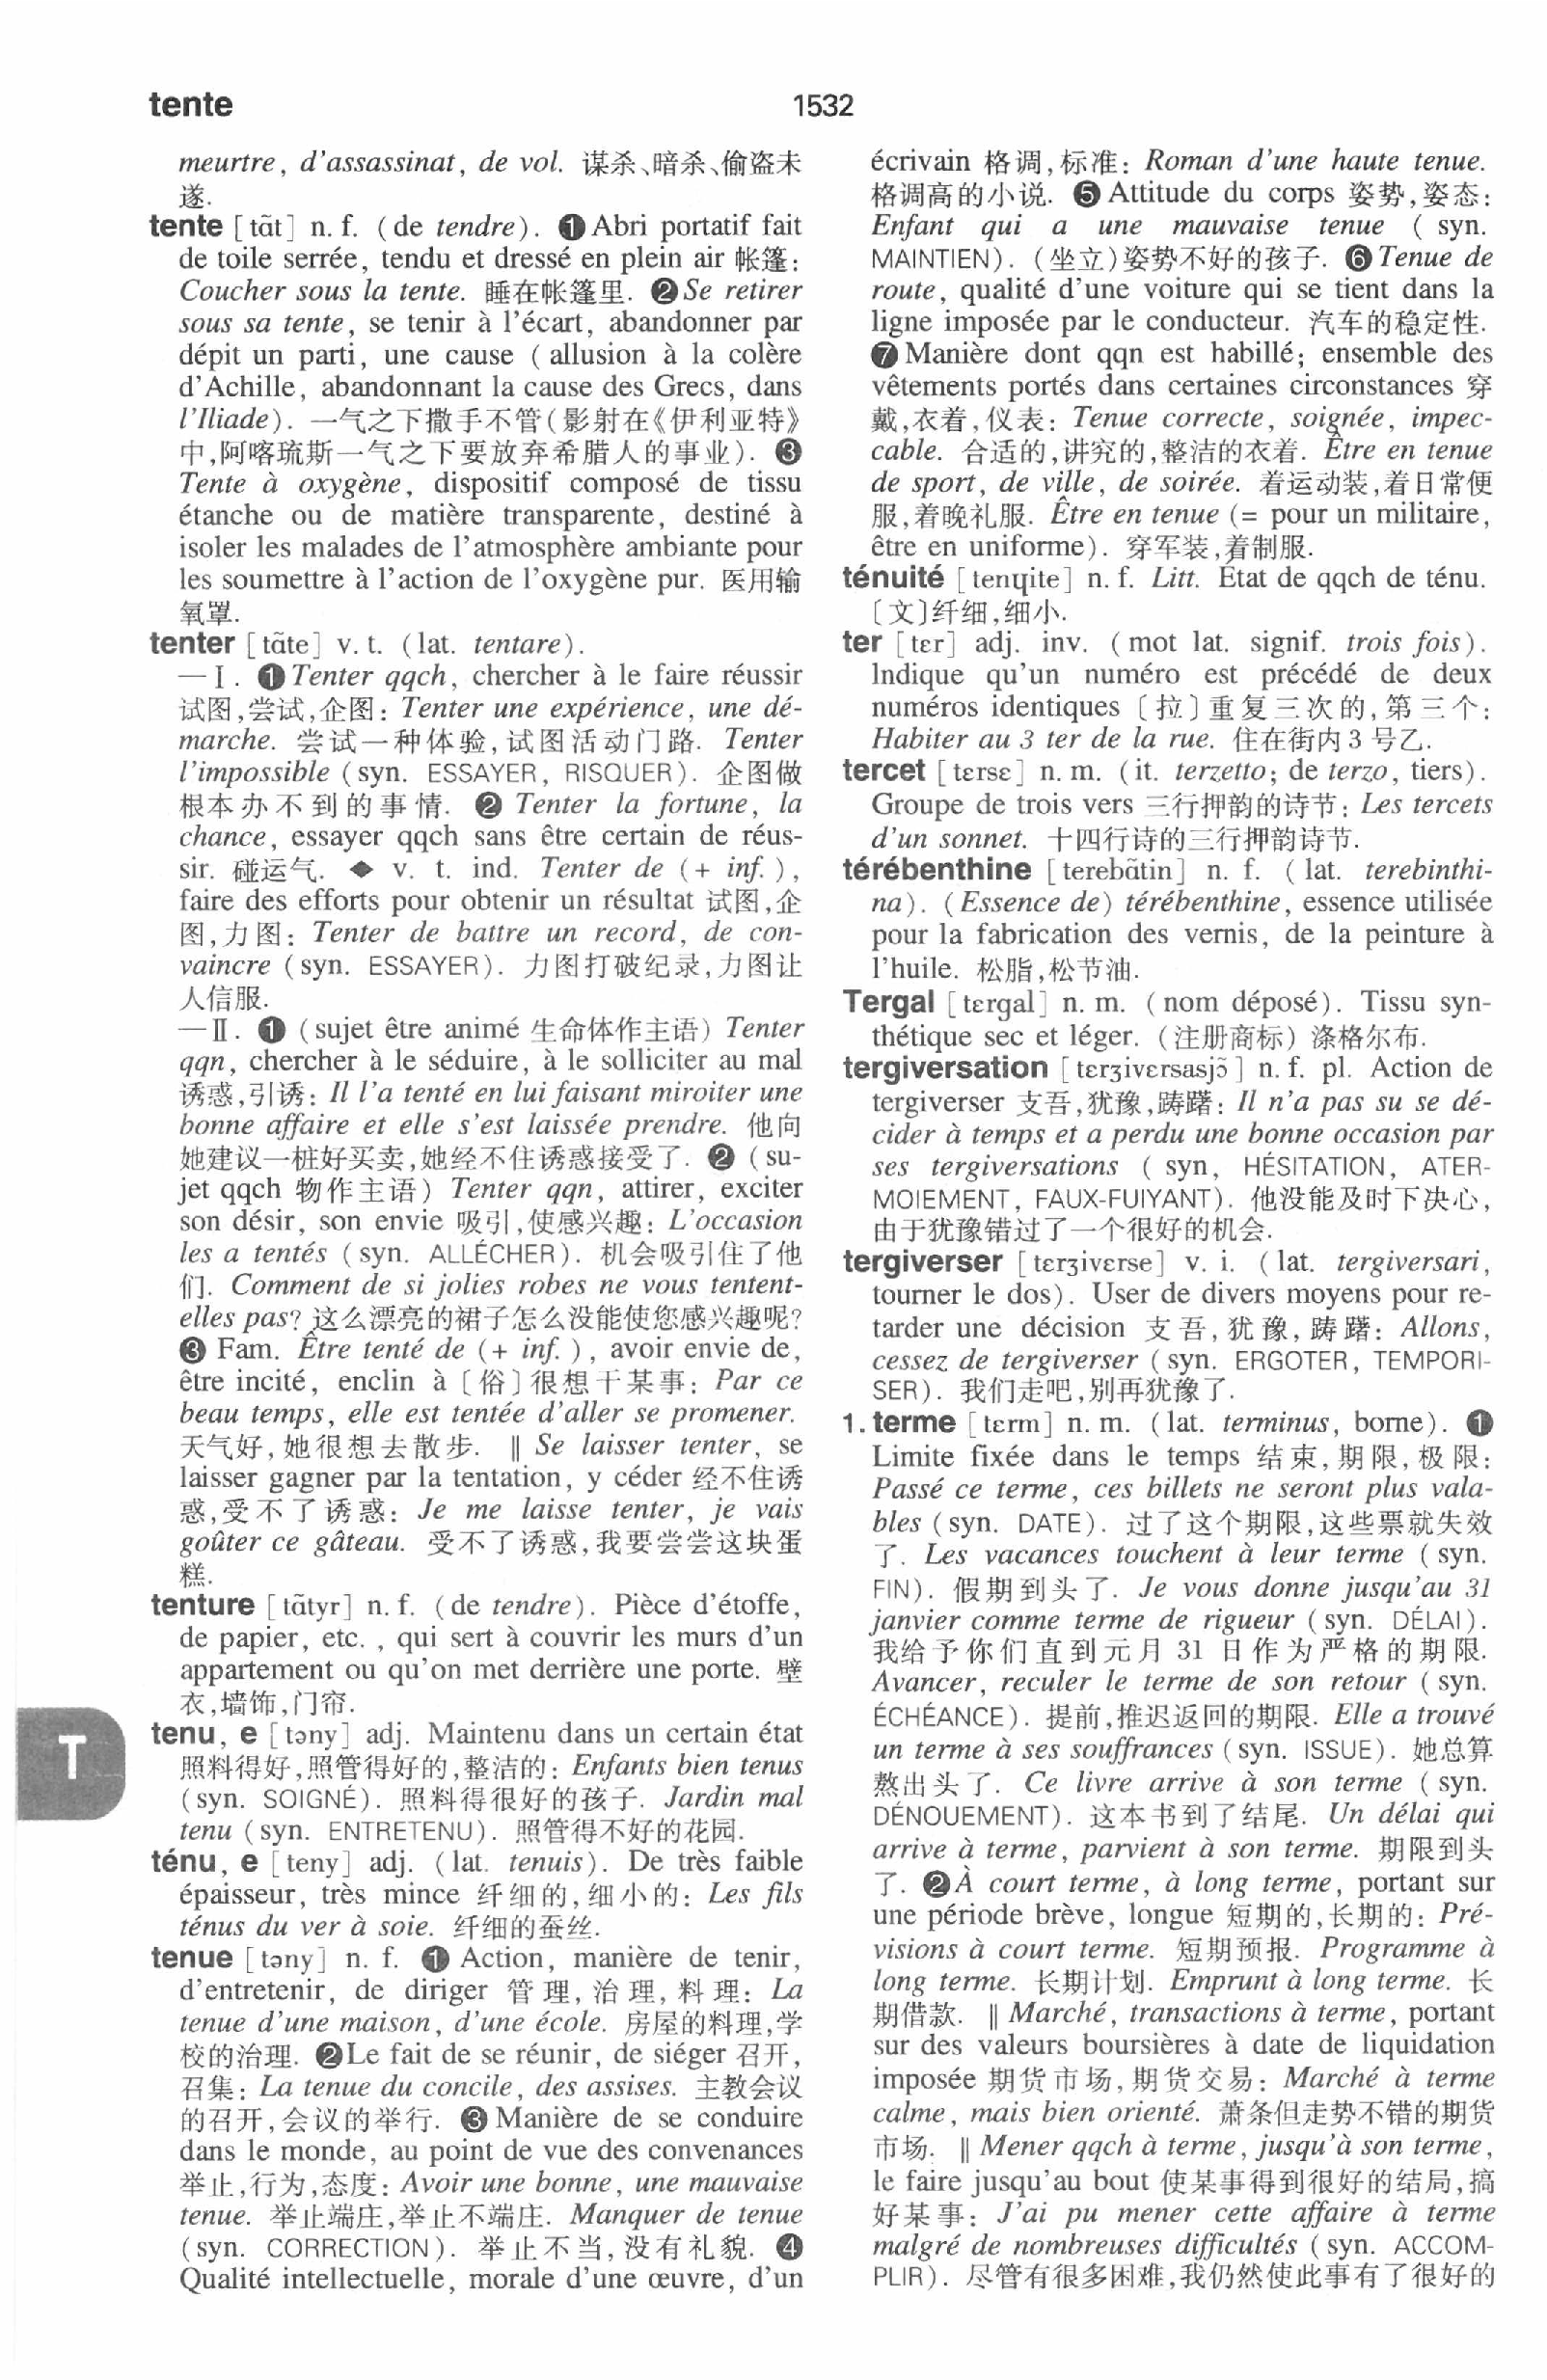 tente
1532
meurtre, d'assassinat, de vol. 谋杀、暗杀、偷盗未
遂.
tente [tɑ̃t] n. f. (de tendre). ❶ Abri portatif fait
de toile serrée, tendu et dressé en plein air 帐篷:
Coucher sous la tente. 睡在帐篷里. ❷ Se retirer
sous sa tente, se tenir à l'écart, abandonner par
dépit un parti, une cause (allusion à la colère
d'Achille, abandonnant la cause des Grecs, dans
l'Iliade). 一气之下撒手不管(影射在《伊利亚特》
中,阿喀琉斯一气之下要放弃希腊人的事业). ❸
Tente à oxygène, dispositif composé de tissu
étanche ou de matière transparente, destiné à
isoler les malades de l'atmosphère ambiante pour
les soumettre à l'action de l'oxygène pur. 医用输
氧罩.
tenter [tɑ̃te] v. t. (lat. tentare).
— Ⅰ. ❶ Tenter qqch, chercher à le faire réussir
试图,尝试,企图: Tenter une expérience, une dé-
marche. 尝试一种体验,试图活动门路. Tenter
l'impossible (syn. ESSAYER, RISQUER). 企图做
根本办不到的事情. ❷ Tenter la fortune, la
chance, essayer qqch sans être certain de réus-
sir. 碰运气. ◆ v. t. ind. Tenter de (+ inf.),
faire des efforts pour obtenir un résultat 试图,企
图,力图: Tenter de battre un record, de con-
vaincre (syn. ESSAYER). 力图打破纪录,力图让
人信服.
— Ⅱ. ❶ (sujet être animé 生命体作主语) Tenter
qqn, chercher à le séduire, à le solliciter au mal
诱惑,引诱: Il l'a tenté en lui faisant miroiter une
bonne affaire et elle s'est laissée prendre. 他向
她建议一桩好买卖,她经不住诱惑接受了. ❷ (su-
jet qqch 物作主语) Tenter qqn, attirer, exciter
son désir, son envie 吸引,使感兴趣: L'occasion
les a tentés (syn. ALLÉCHER). 机会吸引住了他
们. Comment de si jolies robes ne vous tentent-
elles pas? 这么漂亮的裙子怎么没能使您感兴趣呢?
❸ Fam. Être tenté de (+ inf.), avoir envie de,
être incité, enclin à [俗] 很想干某事: Par ce
beau temps, elle est tentée d'aller se promener.
天气好,她很想去散步. ‖ Se laisser tenter, se
laisser gagner par la tentation, y céder 经不住诱
惑,受不了诱惑: Je me laisse tenter, je vais
goûter ce gâteau. 受不了诱惑,我要尝尝这块蛋
糕.
tenture [tɑ̃tyr] n. f. (de tendre). Pièce d'étoffe,
de papier, etc., qui sert à couvrir les murs d'un
appartement ou qu'on met derrière une porte. 壁
衣,墙饰,门帘.
tenu, e [təny] adj. Maintenu dans un certain état
照料得好,照管得好的,整洁的: Enfants bien tenus
(syn. SOIGNÉ). 照料得很好的孩子. Jardin mal
tenu (syn. ENTRETENU). 照管得不好的花园.
ténu, e [teny] adj. (lat. tenuis). De très faible
épaisseur, très mince 纤细的,细小的: Les fils
ténus du ver à soie. 纤细的蚕丝.
tenue [təny] n. f. ❶ Action, manière de tenir,
d'entretenir, de diriger 管理,治理,料理: La
tenue d'une maison, d'une école. 房屋的料理,学
校的治理. ❷ Le fait de se réunir, de siéger 召开,
召集: La tenue du concile, des assises. 主教会议
的召开,会议的举行. ❸ Manière de se conduire
dans le monde, au point de vue des convenances
举止,行为,态度: Avoir une bonne, une mauvaise
tenue. 举止端庄,举止不端庄. Manquer de tenue
(syn. CORRECTION). 举止不当,没有礼貌. ❹
Qualité intellectuelle, morale d'une œuvre, d'un
T
écrivain 格调,标准: Roman d'une haute tenue.
格调高的小说. ❺ Attitude du corps 姿势,姿态:
Enfant qui a une mauvaise tenue (syn.
MAINTIEN). (坐立)姿势不好的孩子. ❻ Tenue de
route, qualité d'une voiture qui se tient dans la
ligne imposée par le conducteur. 汽车的稳定性.
❼ Manière dont qqn est habillé; ensemble des
vêtements portés dans certaines circonstances 穿
戴,衣着,仪表: Tenue correcte, soignée, impec-
cable. 合适的,讲究的,整洁的衣着. Être en tenue
de sport, de ville, de soirée. 着运动装,着日常便
服,着晚礼服. Être en tenue (= pour un militaire,
être en uniforme). 穿军装,着制服.
ténuité [tenɥite] n. f. Litt. État de qqch de ténu.
〔文〕纤细,细小.
ter [tɛr] adj. inv. (mot lat. signif. trois fois).
Indique qu'un numéro est précédé de deux
numéros identiques 〔拉〕重复三次的,第三个:
Habiter au 3 ter de la rue. 住在街内 3 号乙.
tercet [tɛrsɛ] n. m. (it. terzetto; de terzo, tiers).
Groupe de trois vers 三行押韵的诗节: Les tercets
d'un sonnet. 十四行诗的三行押韵诗节.
térébenthine [terebɑ̃tin] n. f. (lat. terebinthi-
na). (Essence de) térébenthine, essence utilisée
pour la fabrication des vernis, de la peinture à
l'huile. 松脂,松节油.
Tergal [tɛrgal] n. m. (nom déposé). Tissu syn-
thétique sec et léger. (注册商标) 涤格尔布.
tergiversation [tɛrʒivɛrsasjɔ̃] n. f. pl. Action de
tergiverser 支吾,犹豫,踌躇: Il n'a pas su se dé-
cider à temps et a perdu une bonne occasion par
ses tergiversations (syn, HÉSITATION, ATER-
MOIEMENT, FAUX-FUIYANT). 他没能及时下决心,
由于犹豫错过了一个很好的机会.
tergiverser [tɛrʒivɛrse] v. i. (lat. tergiversari,
tourner le dos). User de divers moyens pour re-
tarder une décision 支吾,犹豫,踌躇: Allons,
cessez de tergiverser (syn. ERGOTER, TEMPORI-
SER). 我们走吧,别再犹豫了.
1. terme [tɛrm] n. m. (lat. terminus, borne). ❶
Limite fixée dans le temps 结束,期限,极限:
Passé ce terme, ces billets ne seront plus vala-
bles (syn. DATE). 过了这个期限,这些票就失效
了. Les vacances touchent à leur terme (syn.
FIN). 假期到头了. Je vous donne jusqu'au 31
janvier comme terme de rigueur (syn. DÉLAI).
我给予你们直到元月 31 日作为严格的期限.
Avancer, reculer le terme de son retour (syn.
ÉCHÉANCE). 提前,推迟返回的期限. Elle a trouvé
un terme à ses souffrances (syn. ISSUE). 她总算
熬出头了. Ce livre arrive à son terme (syn.
DÉNOUEMENT). 这本书到了结尾. Un délai qui
arrive à terme, parvient à son terme. 期限到头
了. ❷ À court terme, à long terme, portant sur
une période brève, longue 短期的,长期的: Pré-
visions à court terme. 短期预报. Programme à
long terme. 长期计划. Emprunt à long terme. 长
期借款. ‖ Marché, transactions à terme, portant
sur des valeurs boursières à date de liquidation
imposée 期货市场,期货交易: Marché à terme
calme, mais bien orienté. 萧条但走势不错的期货
市场. ‖ Mener qqch à terme, jusqu'à son terme,
le faire jusqu'au bout 使某事得到很好的结局,搞
好某事: J'ai pu mener cette affaire à terme
malgré de nombreuses difficultés (syn. ACCOM-
PLIR). 尽管有很多困难,我仍然使此事有了很好的